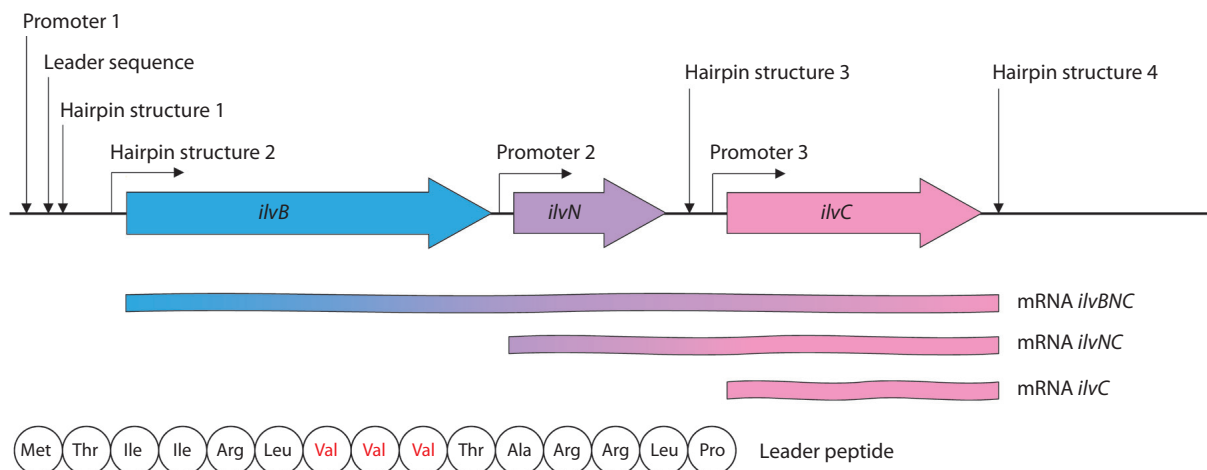 Promoter 1
Leader sequence
Hairpin structure 3
Hairpin structure 4
Hairpin structure 1
Hairpin structure 2
Promoter 2
Promoter 3
ilvB
ilvN
ilvC
mRNA ilvBNC
mRNA ilvNC
mRNA ilvC
Met Thr Ile Ile Arg Leu Val Val Val Thr Ala Arg Arg Leu Pro Leader peptide